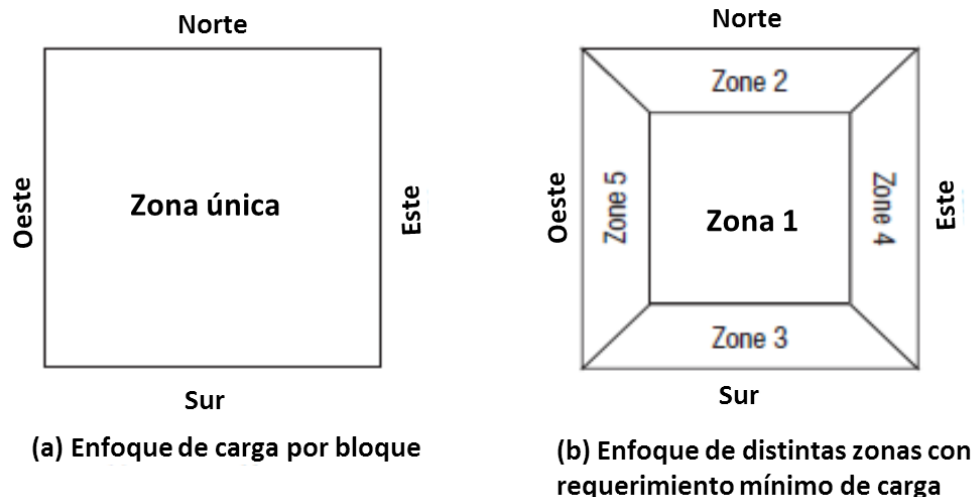 Norte
Oeste
Zona única
Este
Sur
(a) Enfoque de carga por bloque
Norte
Zone 2
Oeste
Zone 5
Zona 1
Zone 4
Este
Zone 3
Sur
(b) Enfoque de distintas zonas con
requerimiento mínimo de carga